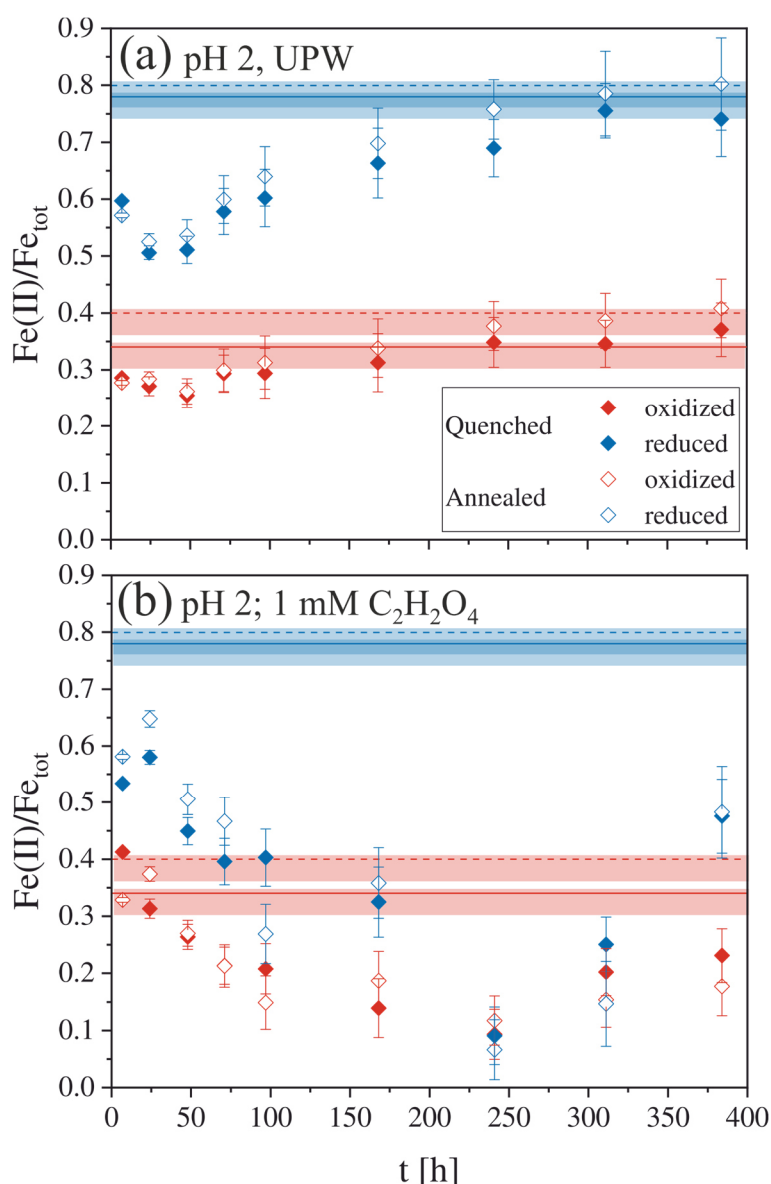 (a) pH 2, UPW
0.9
0.8
0.7
0.6
0.5
0.4
0.3
0.2
0.1
0.0
Fe(II)/Fe_tot
Quenched
oxidized
reduced
Annealed
oxidized
reduced
(b) pH 2; 1 mM C₂H₂O₄
0.9
0.8
0.7
0.6
0.5
0.4
0.3
0.2
0.1
0.0
Fe(II)/Fe_tot
0 50 100 150 200 250 300 350 400
t [h]